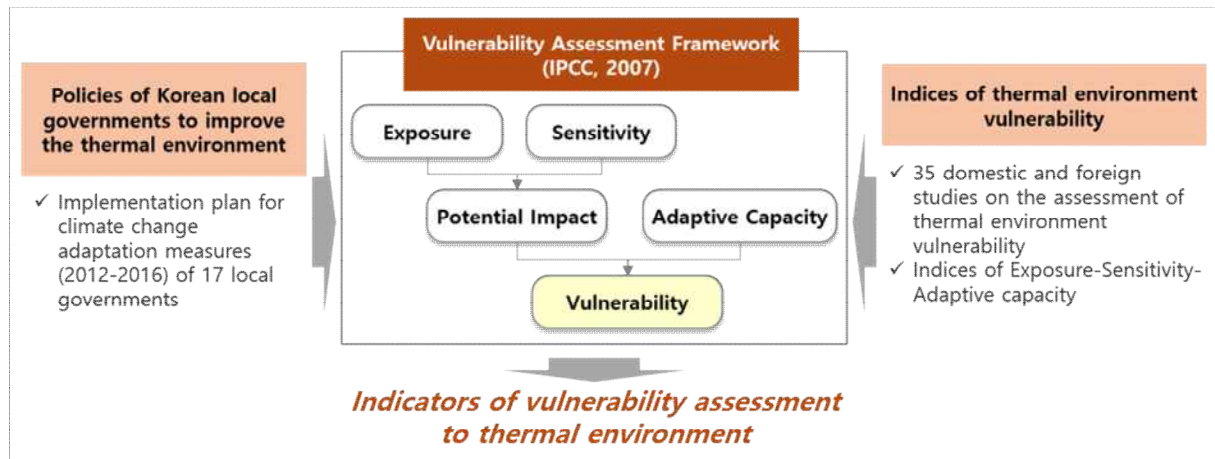 Vulnerability Assessment Framework
(IPCC, 2007)
Policies of Korean local
governments to improve
the thermal environment
✓ Implementation plan for
climate change
adaptation measures
(2012-2016) of 17 local
governments
Exposure
Sensitivity
Potential Impact
Adaptive Capacity
Vulnerability
Indices of thermal environment
vulnerability
✓ 35 domestic and foreign
studies on the assessment of
thermal environment
vulnerability
✓ Indices of Exposure-Sensitivity-
Adaptive capacity
Indicators of vulnerability assessment
to thermal environment